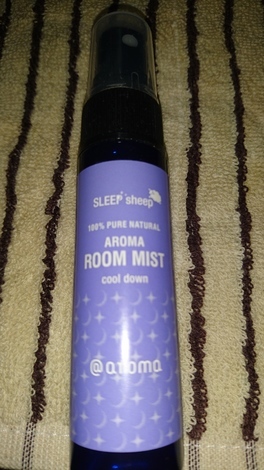 SLEEP sheep
100% PURE NATURAL
AROMA
ROOM MIST
cool down
@aroma